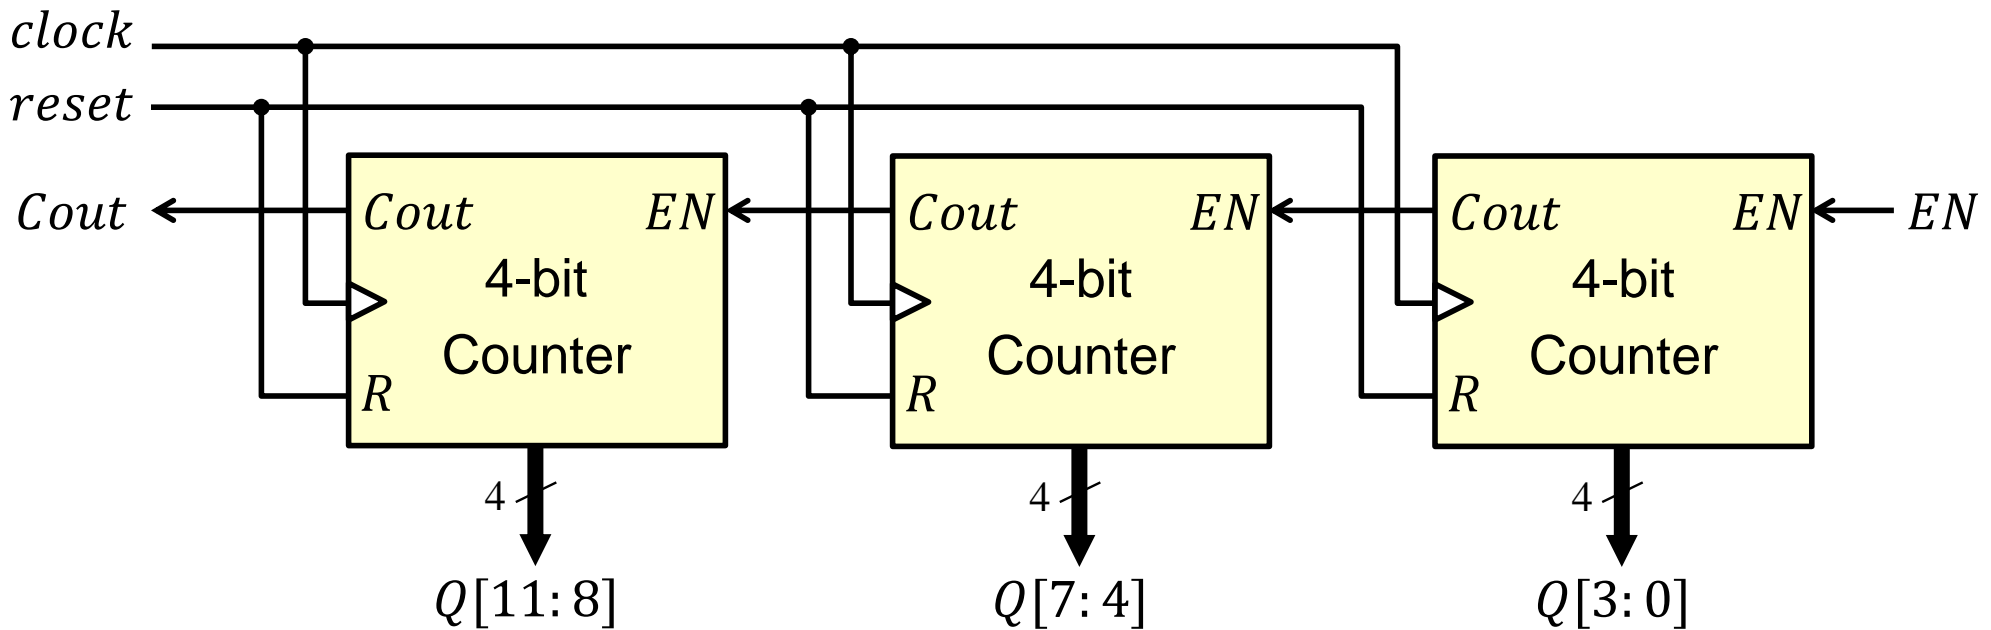 clock
reset
Cout
Cout EN
4-bit
Counter
R
Cout EN
4-bit
Counter
R
Cout EN
4-bit
Counter
R
EN
4
4
4
Q[11: 8]
Q[7: 4]
Q[3: 0]